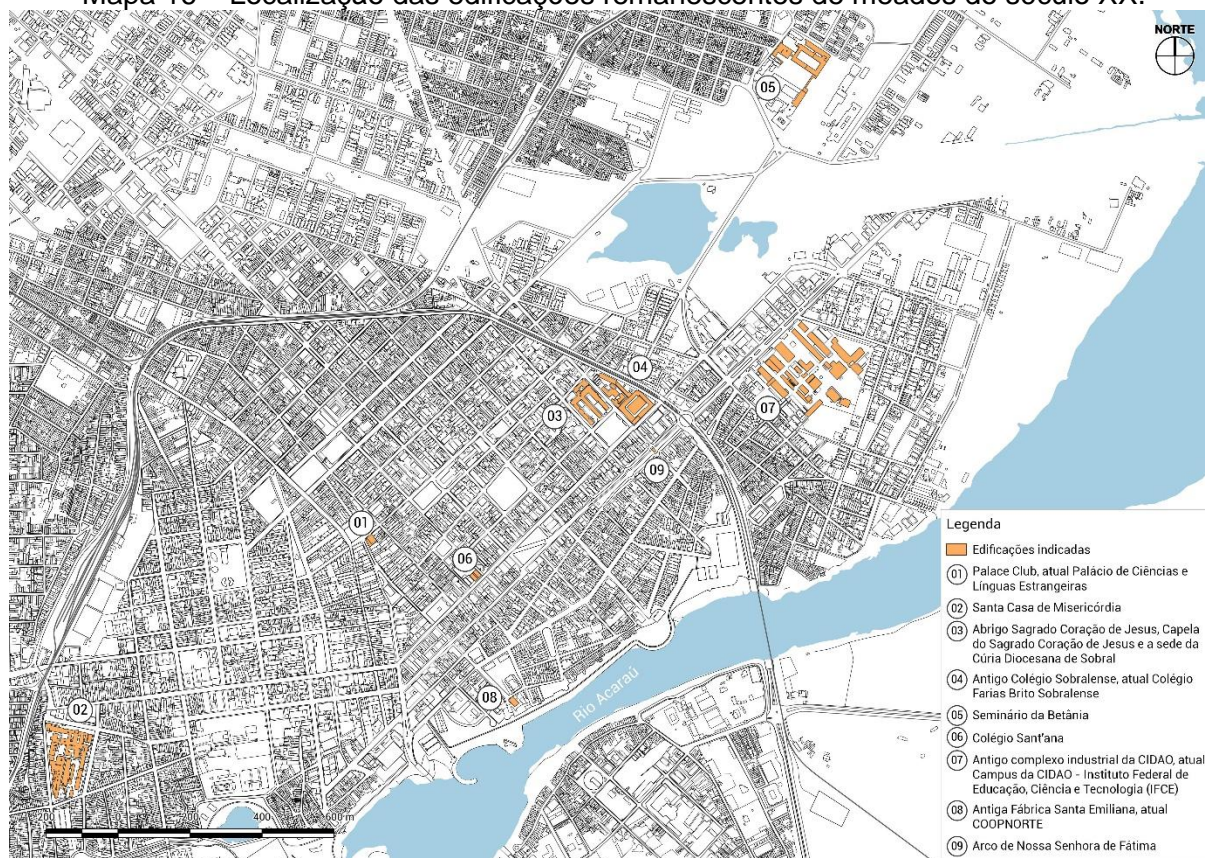 Mapa 10 – Localização das edificações remanescentes de meados do século XX.
NORTE
05
04
03
07
09
01
06
08
Rio Acaraú
02
200 0 200 400 600 m
Legenda
Edificações indicadas
01 Palace Club, atual Palácio de Ciências e
Línguas Estrangeiras
02 Santa Casa de Misericórdia
03 Abrigo Sagrado Coração de Jesus, Capela
do Sagrado Coração de Jesus e a sede da
Cúria Diocesana de Sobral
04 Antigo Colégio Sobralense, atual Colégio
Farias Brito Sobralense
05 Seminário da Betânia
06 Colégio Sant'ana
07 Antigo complexo industrial da CIDAO, atual
Campus da CIDAO - Instituto Federal de
Educação, Ciência e Tecnologia (IFCE)
08 Antiga Fábrica Santa Emiliana, atual
COOPNORTE
09 Arco de Nossa Senhora de Fátima